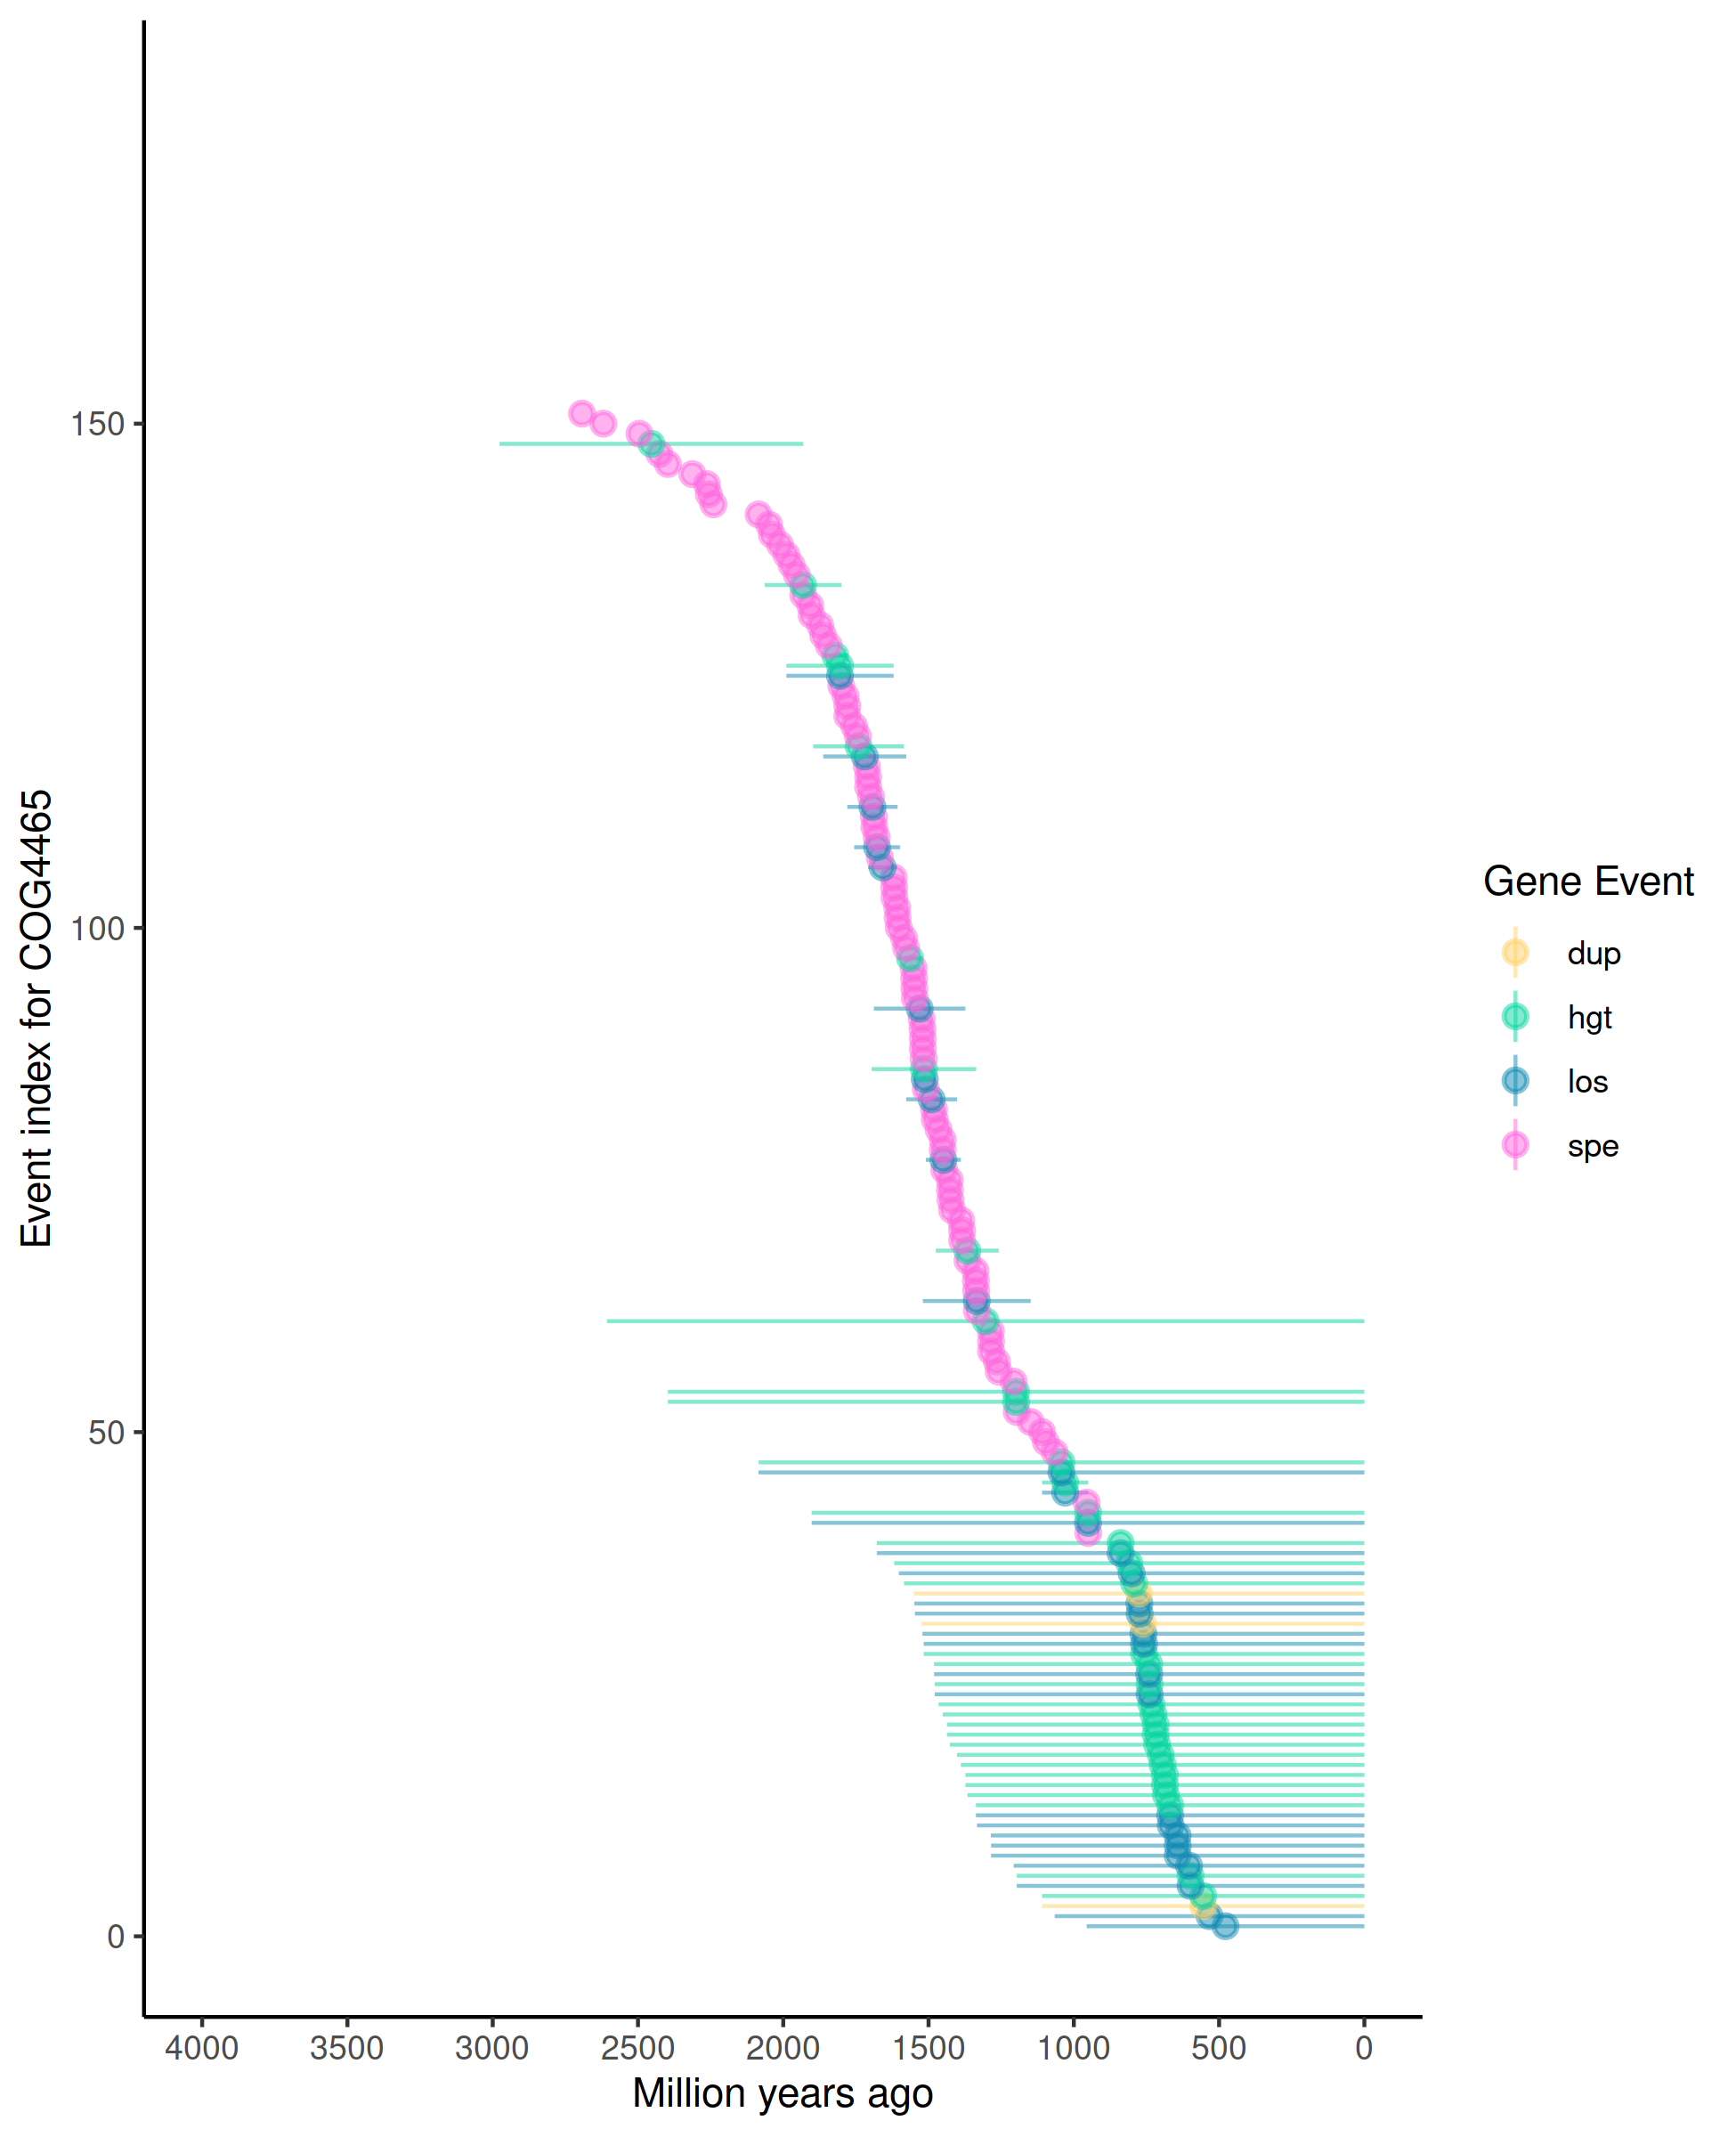 150
100
50
0
Event index for COG4465
4000 3500 3000 2500 2000 1500 1000 500 0
Million years ago
Gene Event
dup
hgt
los
spe